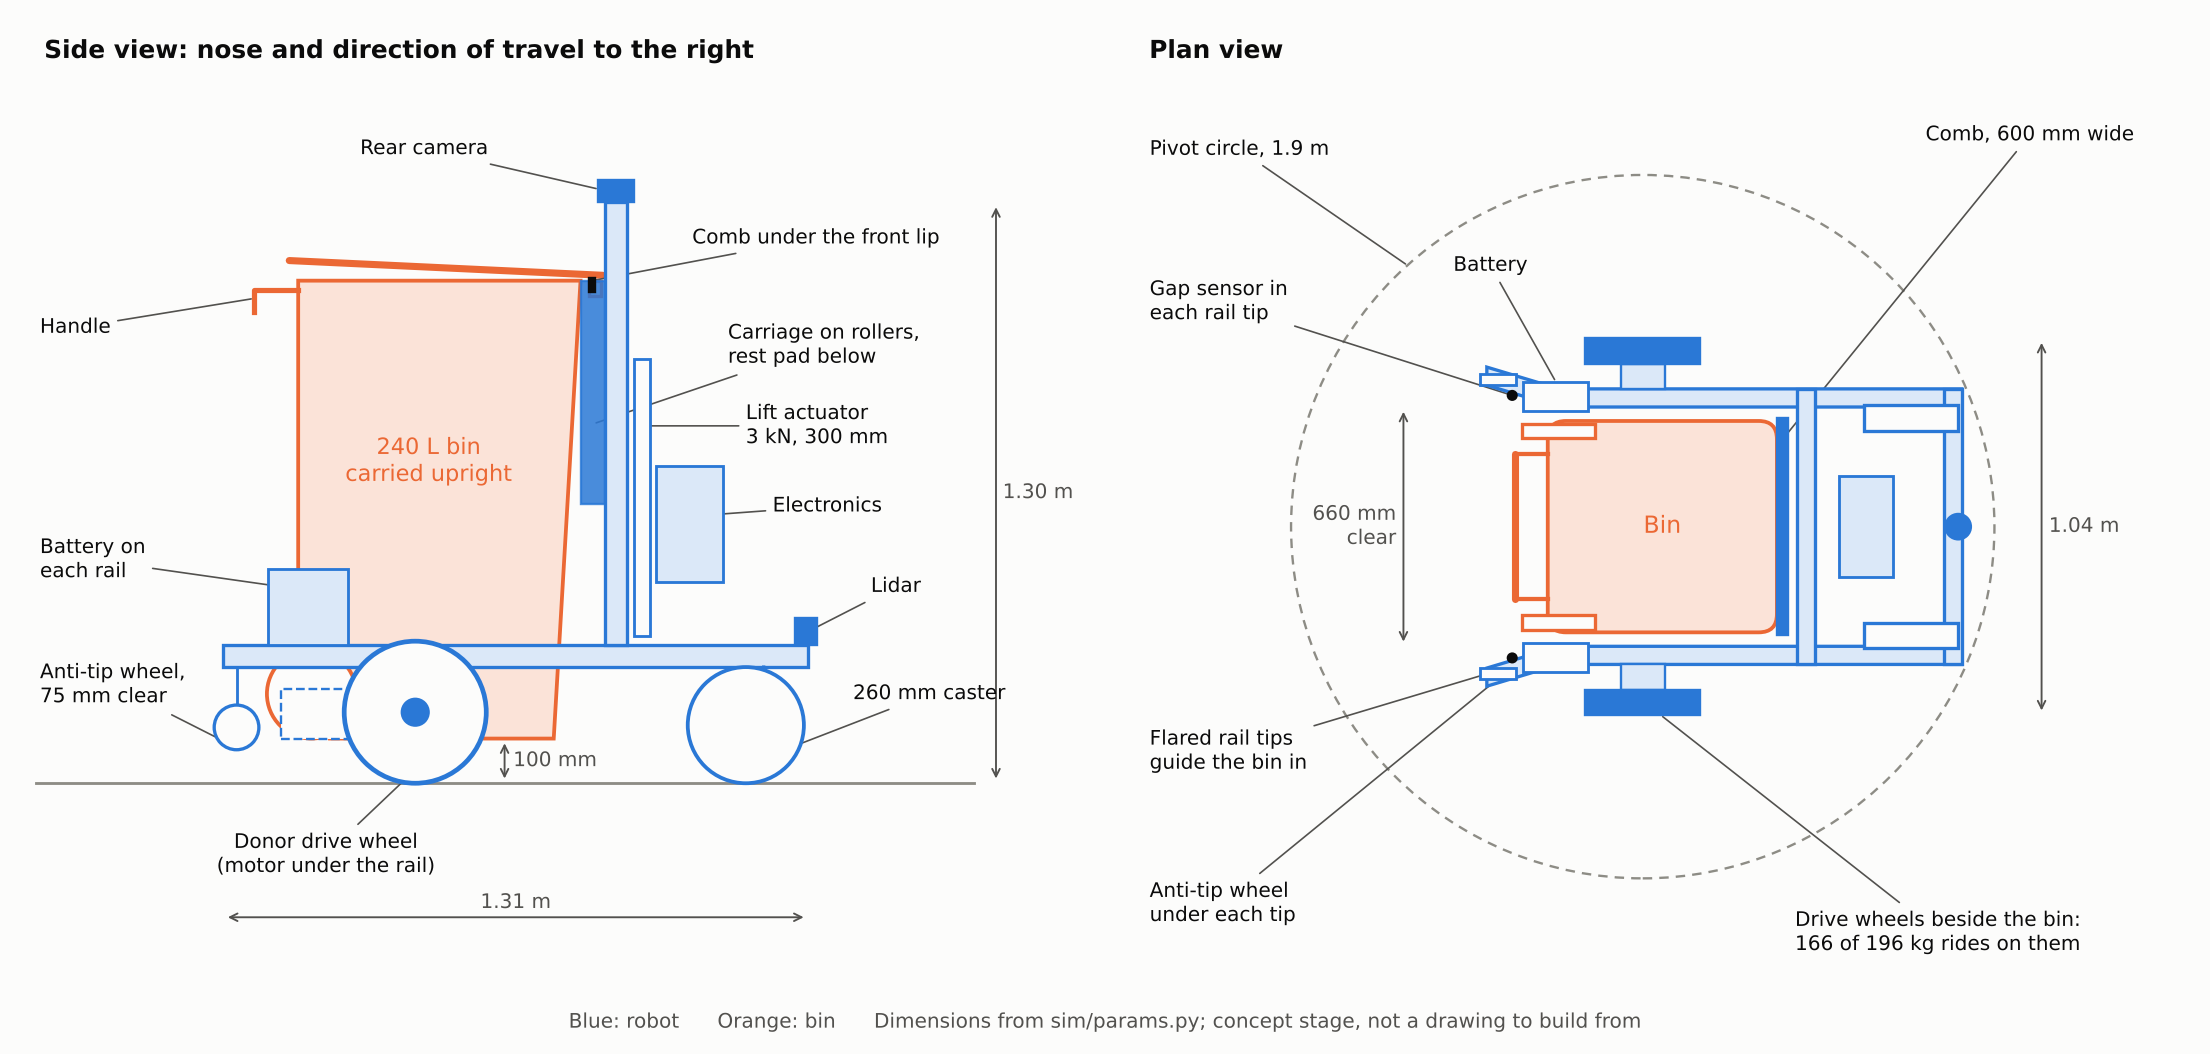 Side view: nose and direction of travel to the right
Rear camera
Comb under the front lip
Handle
Carriage on rollers,
rest pad below
Lift actuator
3 kN, 300 mm
240 L bin
carried upright
1.30 m
Electronics
Battery on
each rail
Lidar
Anti-tip wheel,
75 mm clear
260 mm caster
100 mm
Donor drive wheel
(motor under the rail)
1.31 m
Plan view
Comb, 600 mm wide
Pivot circle, 1.9 m
Battery
Gap sensor in
each rail tip
660 mm
clear
Bin
1.04 m
Flared rail tips
guide the bin in
Anti-tip wheel
under each tip
Drive wheels beside the bin:
166 of 196 kg rides on them
Blue: robot Orange: bin Dimensions from sim/params.py; concept stage, not a drawing to build from